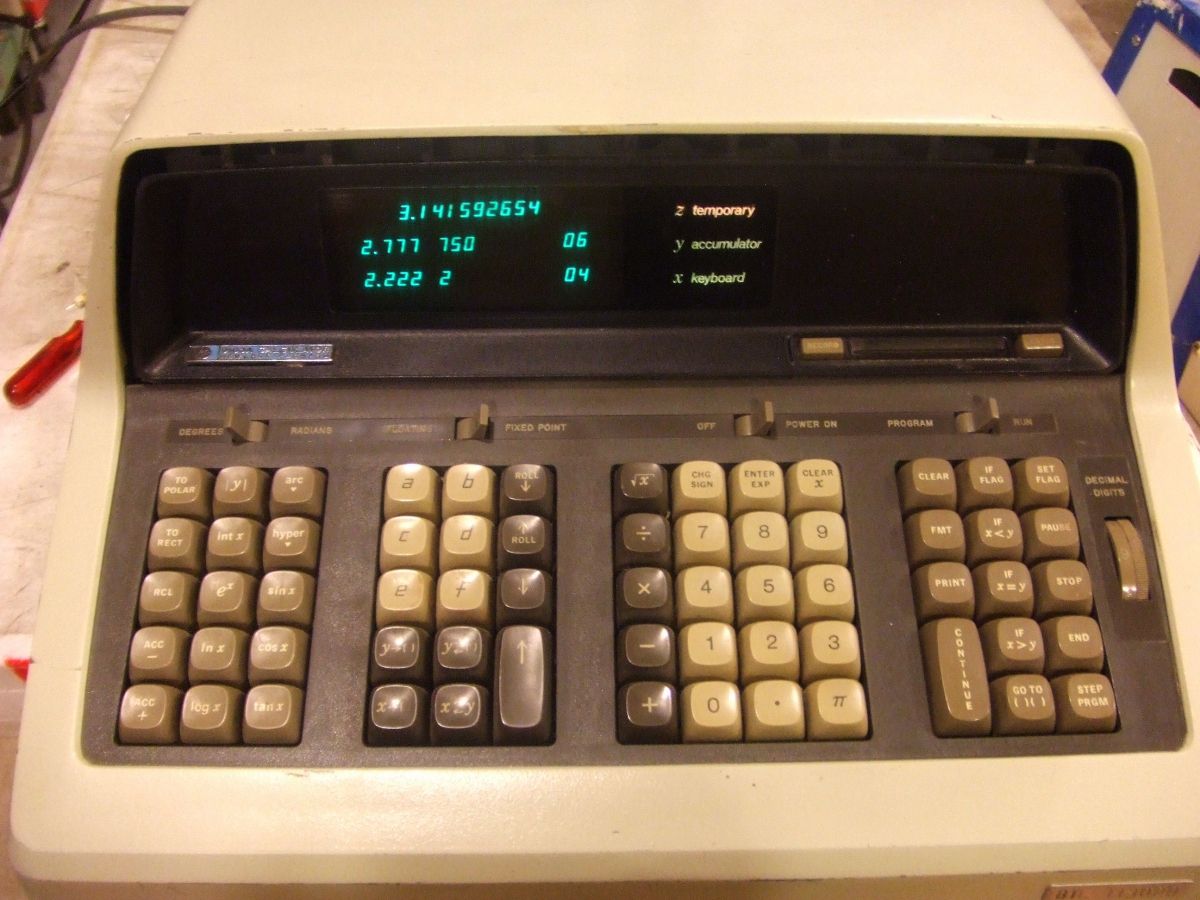 3.141592654 z temporary
2.777 750 06 y accumulator
2.222 2 04 x keyboard
RECORD
DEGREES RADIANS FLOATING FIXED POINT OFF POWER ON PROGRAM RUN
TO POLAR |y| arc a b ROLL ↓ √x CHG SIGN ENTER EXP CLEAR x CLEAR IF FLAG SET FLAG
DECIMAL DIGITS
TO RECT int x hyper c d ↑ ROLL ÷ 7 8 9 FMT IF x<y PAUSE
RCL eˣ sin x e f ↓ × 4 5 6 PRINT IF x=y STOP
ACC − ln x cos x y→( ) ↑ − 1 2 3 CONTINUE IF x>y END
ACC + log x tan x + 0 . π GO TO ( )( ) STEP PRGM